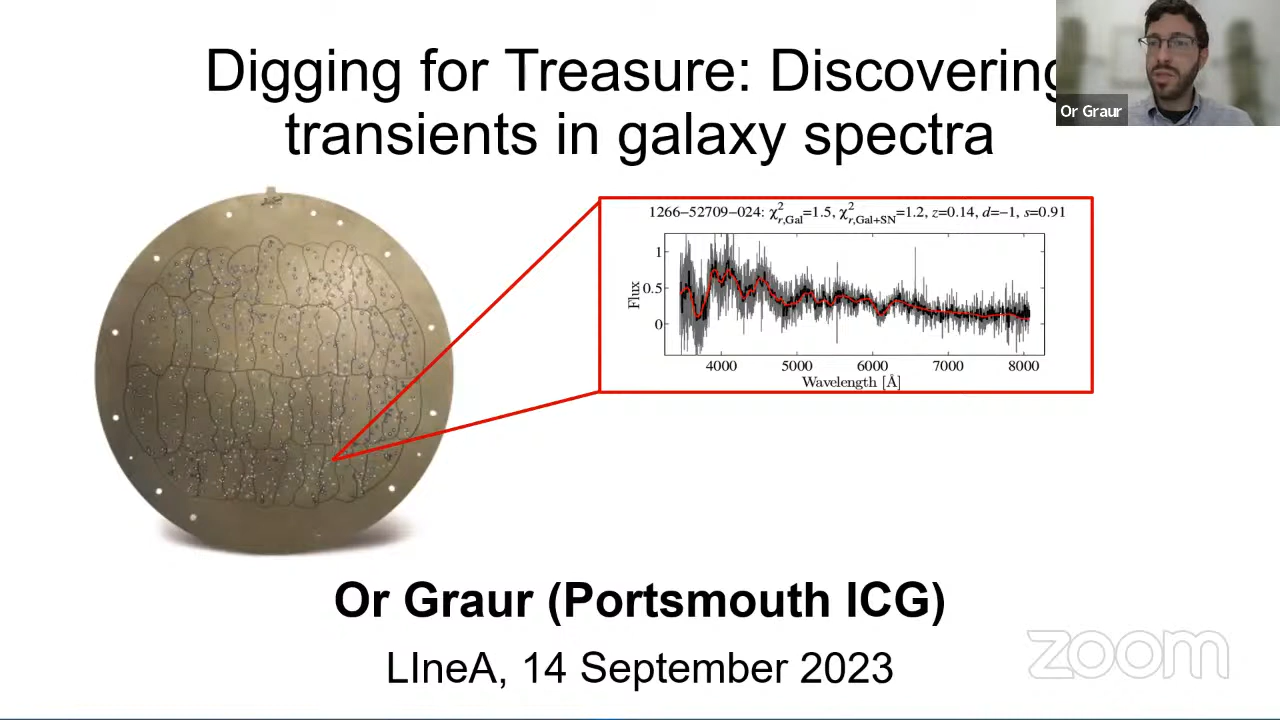 Digging for Treasure: Discovering
transients in galaxy spectra
Or Graur
1266−52709−024: χ²r,Gal=1.5, χ²r,Gal+SN=1.2, z=0.14, d=−1, s=0.91
Flux
1
0.5
0
4000 5000 6000 7000 8000
Wavelength [Å]
Or Graur (Portsmouth ICG)
LIneA, 14 September 2023
zoom